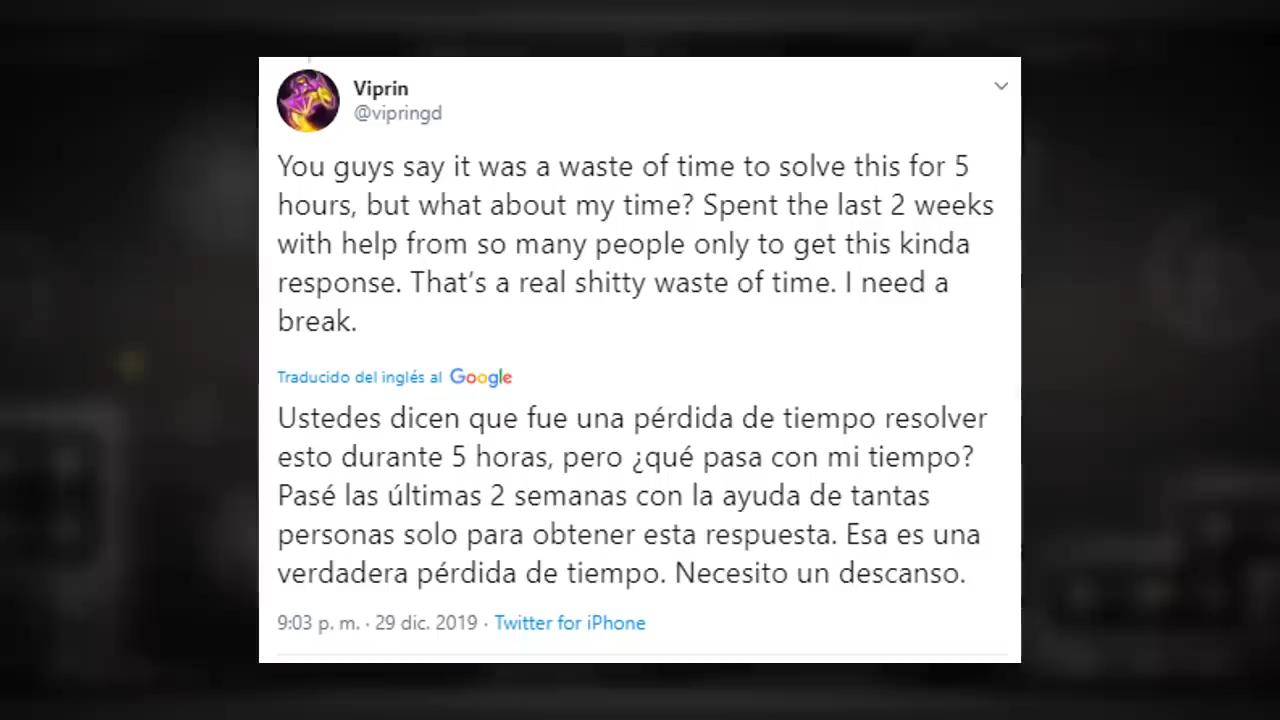 Viprin
@vipringd
You guys say it was a waste of time to solve this for 5
hours, but what about my time? Spent the last 2 weeks
with help from so many people only to get this kinda
response. That's a real shitty waste of time. I need a
break.
Traducido del inglés al Google
Ustedes dicen que fue una pérdida de tiempo resolver
esto durante 5 horas, pero ¿qué pasa con mi tiempo?
Pasé las últimas 2 semanas con la ayuda de tantas
personas solo para obtener esta respuesta. Esa es una
verdadera pérdida de tiempo. Necesito un descanso.
9:03 p. m. · 29 dic. 2019 · Twitter for iPhone